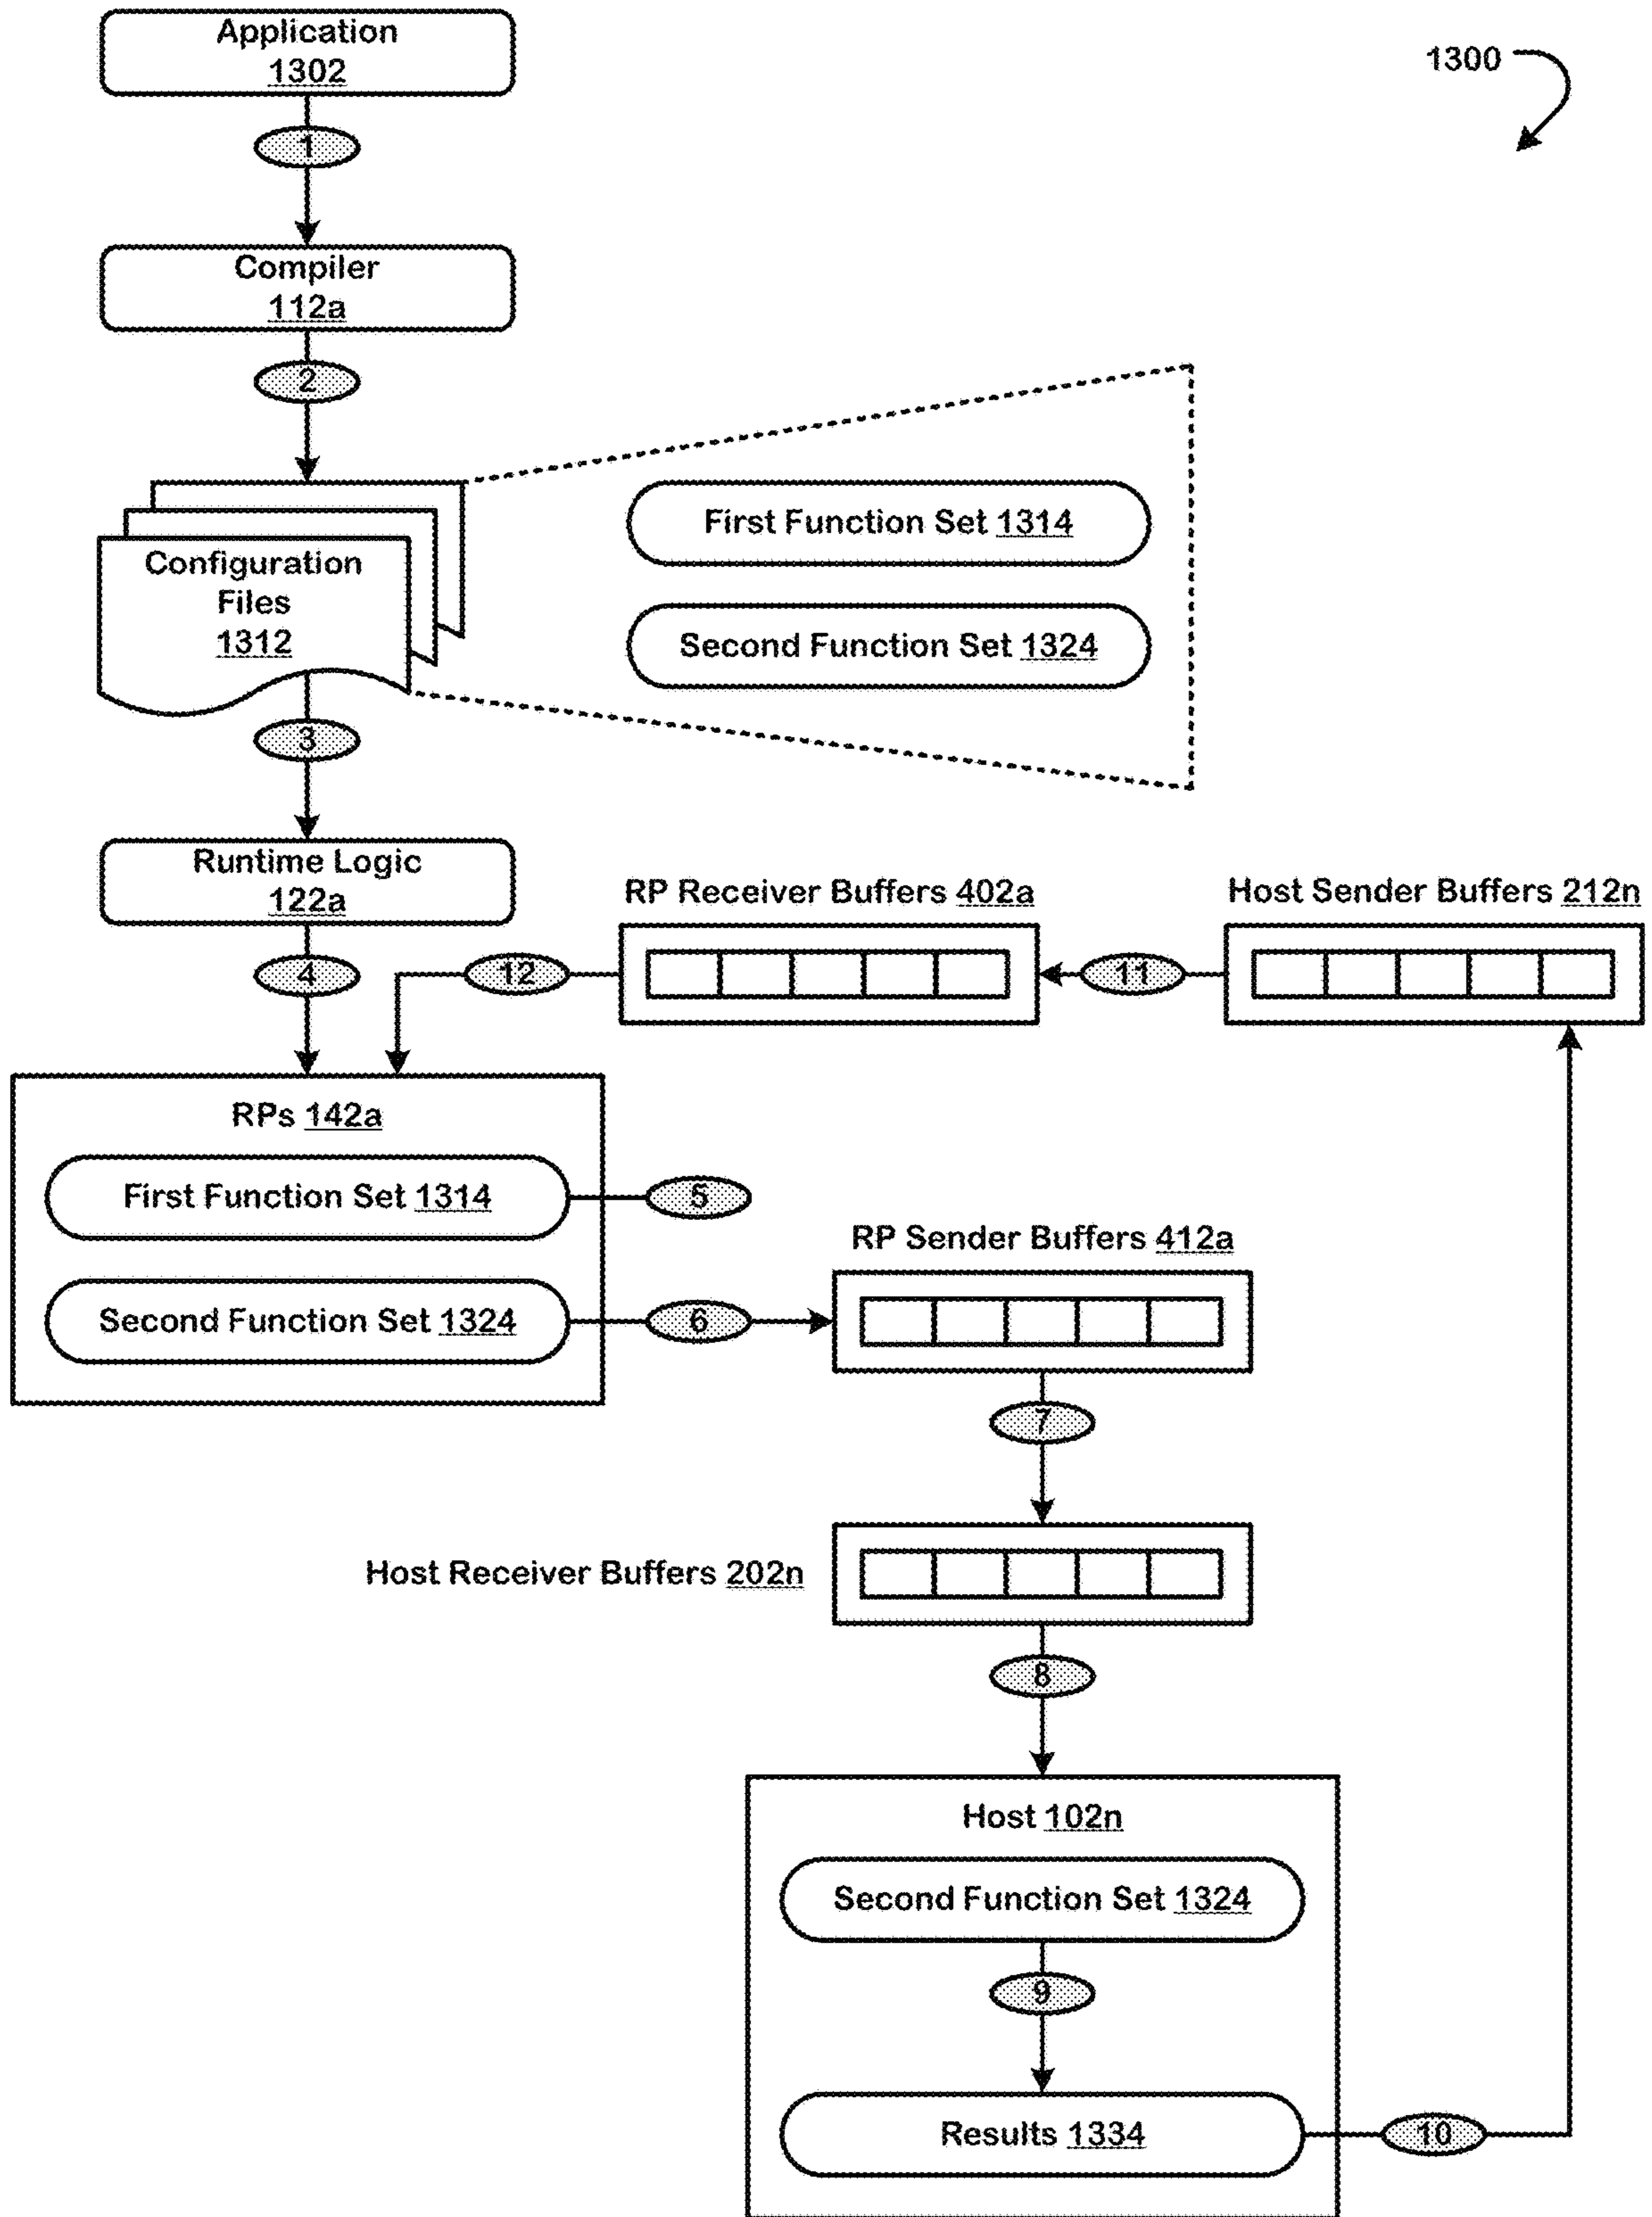 Application
1302
1300
1
Compiler
112a
2
First Function Set 1314
Configuration
Files
1312
Second Function Set 1324
3
Runtime Logic
122a
RP Receiver Buffers 402a
Host Sender Buffers 212n
4
12
11
RPs 142a
First Function Set 1314
5
RP Sender Buffers 412a
Second Function Set 1324
6
7
Host Receiver Buffers 202n
8
Host 102n
Second Function Set 1324
9
Results 1334
10